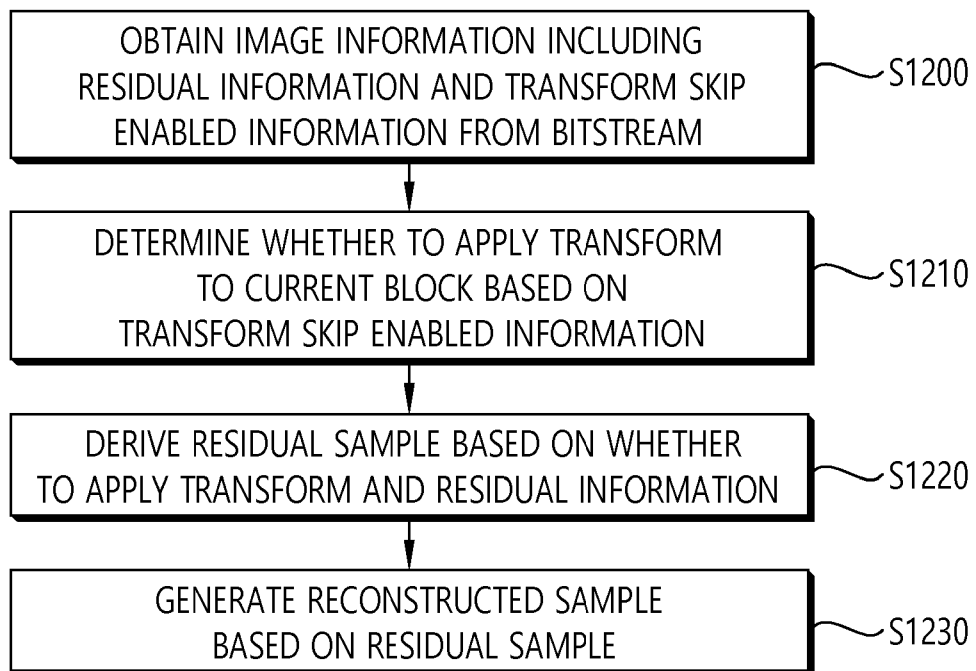 OBTAIN IMAGE INFORMATION INCLUDING
RESIDUAL INFORMATION AND TRANSFORM SKIP
ENABLED INFORMATION FROM BITSTREAM
S1200
DETERMINE WHETHER TO APPLY TRANSFORM
TO CURRENT BLOCK BASED ON
TRANSFORM SKIP ENABLED INFORMATION
S1210
DERIVE RESIDUAL SAMPLE BASED ON WHETHER
TO APPLY TRANSFORM AND RESIDUAL INFORMATION
S1220
GENERATE RECONSTRUCTED SAMPLE
BASED ON RESIDUAL SAMPLE
S1230